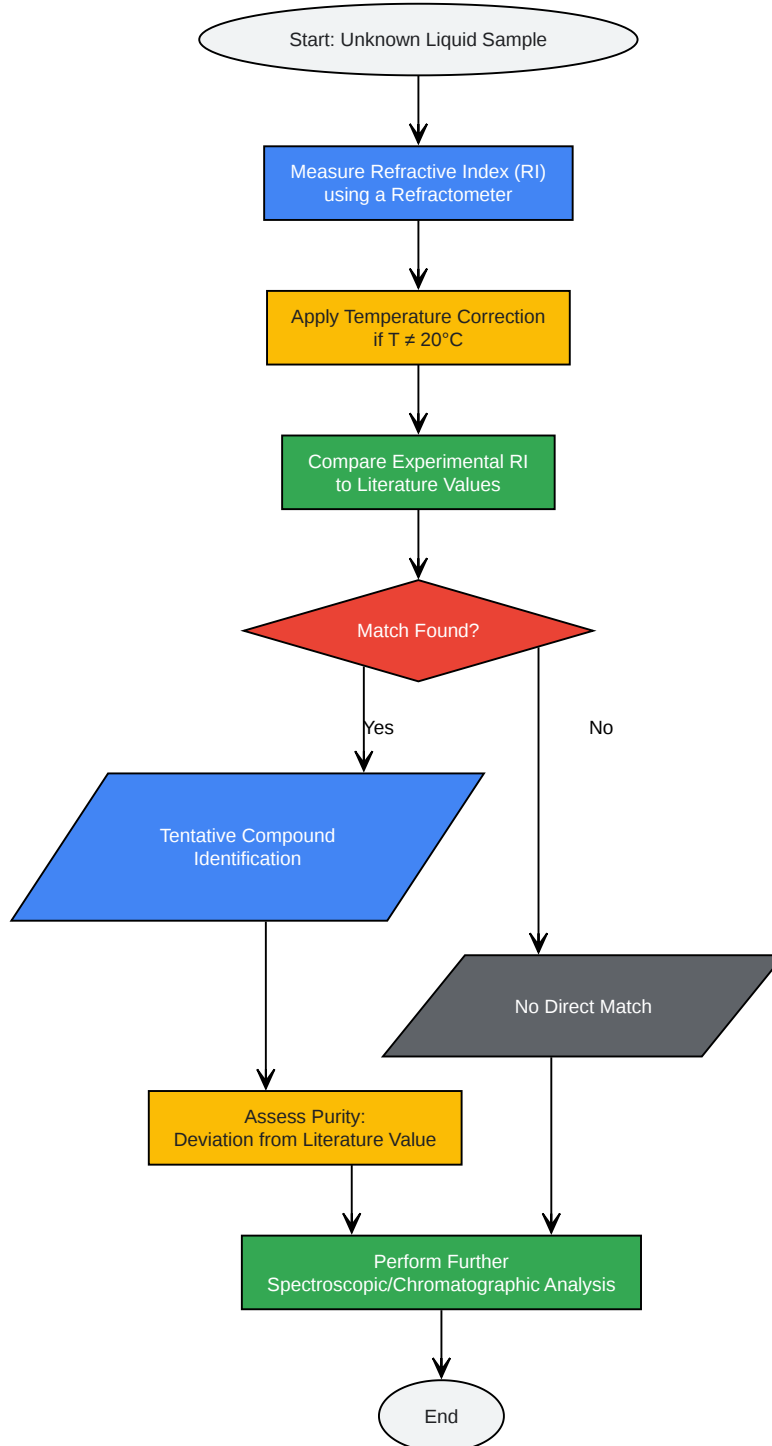 Start: Unknown Liquid Sample
Measure Refractive Index (RI)
using a Refractometer
Apply Temperature Correction
if T ≠ 20°C
Compare Experimental RI
to Literature Values
Match Found?
Yes
No
Tentative Compound
Identification
No Direct Match
Assess Purity:
Deviation from Literature Value
Perform Further
Spectroscopic/Chromatographic Analysis
End